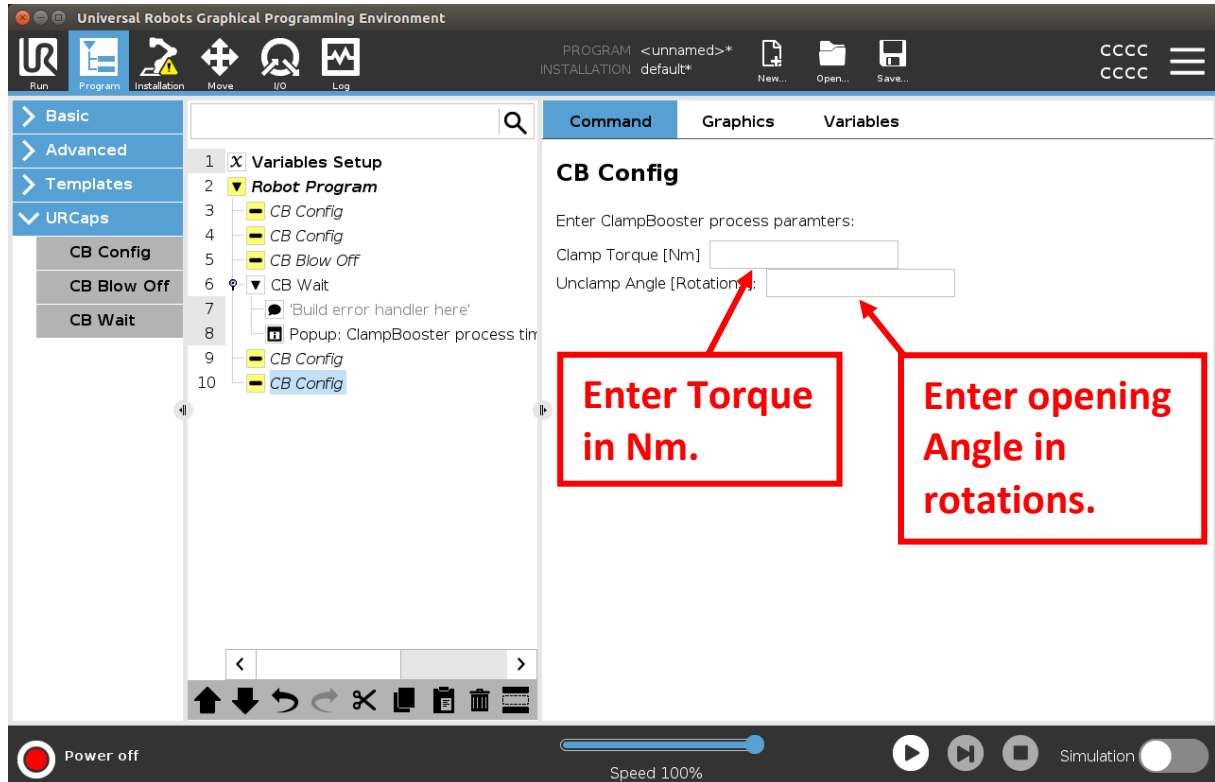 Universal Robots Graphical Programming Environment
UR
PROGRAM <unnamed>*
INSTALLATION default*
CCCC
CCCC
Run Program Installation Move I/O Log New... Open... Save...
Basic
Advanced
Templates
URCaps
CB Config
CB Blow Off
CB Wait
1 x Variables Setup
2 Robot Program
3 CB Config
4 CB Config
5 CB Blow Off
6 CB Wait
7 'Build error handler here'
8 Popup: ClampBooster process tim
9 CB Config
10 CB Config
Command Graphics Variables
CB Config
Enter ClampBooster process paramters:
Clamp Torque [Nm]
Unclamp Angle [Rotations]:
Enter Torque
in Nm.
Enter opening
Angle in
rotations.
Power off
Speed 100%
Simulation